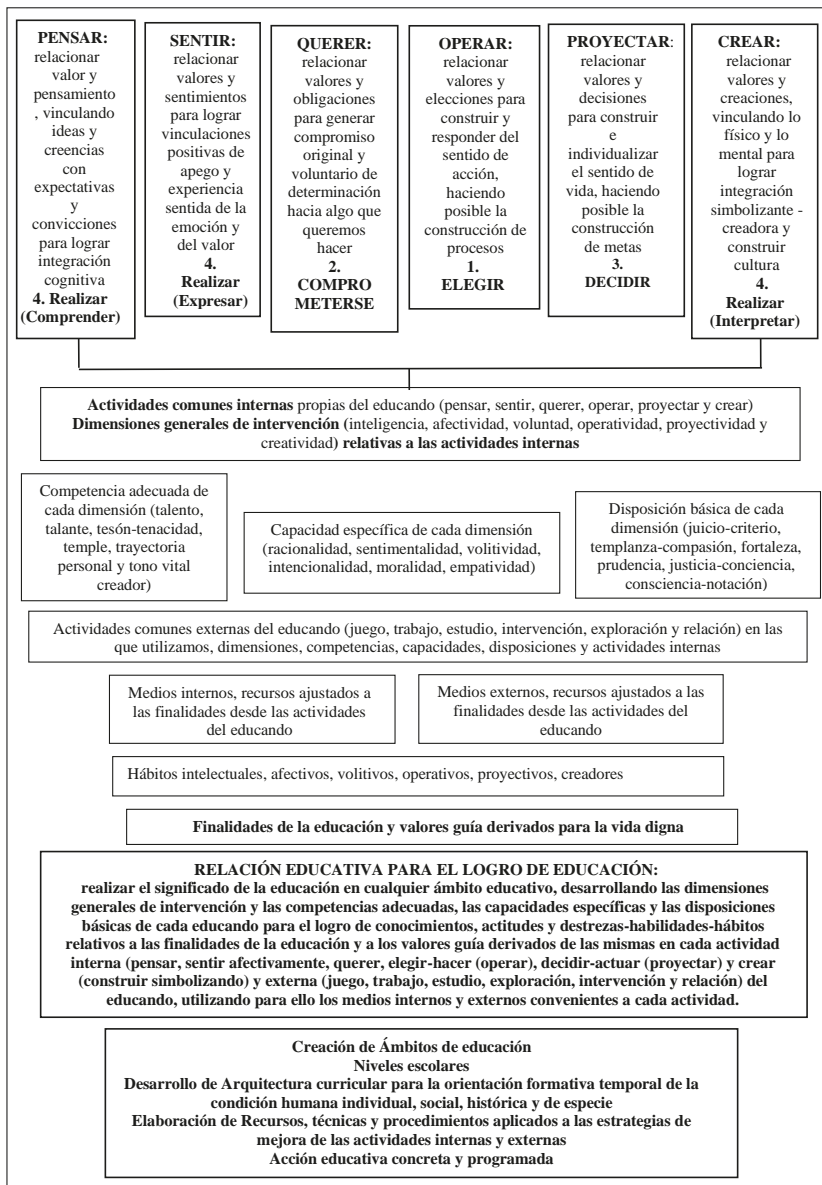 PENSAR:
relacionar
valor y
pensamiento
, vinculando
ideas y
creencias
con
expectativas
y
convicciones
para lograr
integración
cognitiva
4. Realizar
(Comprender)
SENTIR:
relacionar
valores y
sentimientos
para lograr
vinculaciones
positivas de
apego y
experiencia
sentida de la
emoción y
del valor
4.
Realizar
(Expresar)
QUERER:
relacionar
valores y
obligaciones
para generar
compromiso
original y
voluntario de
determinación
hacia algo que
queremos
hacer
2.
COMPRO
METERSE
OPERAR:
relacionar
valores y
elecciones para
construir y
responder del
sentido de
acción,
haciendo
posible la
construcción de
procesos
1.
ELEGIR
PROYECTAR:
relacionar
valores y
decisiones
para construir
e
individualizar
el sentido de
vida, haciendo
posible la
construcción
de metas
3.
DECIDIR
CREAR:
relacionar
valores y
creaciones,
vinculando lo
físico y lo
mental para
lograr
integración
simbolizante -
creadora y
construir
cultura
4.
Realizar
(Interpretar)
Actividades comunes internas propias del educando (pensar, sentir, querer, operar, proyectar y crear)
Dimensiones generales de intervención (inteligencia, afectividad, voluntad, operatividad, proyectividad y
creatividad) relativas a las actividades internas
Competencia adecuada de
cada dimensión (talento,
talante, tesón-tenacidad,
temple, trayectoria
personal y tono vital
creador)
Capacidad específica de cada dimensión
(racionalidad, sentimentalidad, volitividad,
intencionalidad, moralidad, empatividad)
Disposición básica de cada
dimensión (juicio-criterio,
templanza-compasión, fortaleza,
prudencia, justicia-conciencia,
consciencia-notación)
Actividades comunes externas del educando (juego, trabajo, estudio, intervención, exploración y relación) en las
que utilizamos, dimensiones, competencias, capacidades, disposiciones y actividades internas
Medios internos, recursos ajustados a
las finalidades desde las actividades
del educando
Medios externos, recursos ajustados a las
finalidades desde las actividades del
educando
Hábitos intelectuales, afectivos, volitivos, operativos, proyectivos, creadores
Finalidades de la educación y valores guía derivados para la vida digna
RELACIÓN EDUCATIVA PARA EL LOGRO DE EDUCACIÓN:
realizar el significado de la educación en cualquier ámbito educativo, desarrollando las dimensiones
generales de intervención y las competencias adecuadas, las capacidades específicas y las disposiciones
básicas de cada educando para el logro de conocimientos, actitudes y destrezas-habilidades-hábitos
relativos a las finalidades de la educación y a los valores guía derivados de las mismas en cada actividad
interna (pensar, sentir afectivamente, querer, elegir-hacer (operar), decidir-actuar (proyectar) y crear
(construir simbolizando) y externa (juego, trabajo, estudio, exploración, intervención y relación) del
educando, utilizando para ello los medios internos y externos convenientes a cada actividad.
Creación de Ámbitos de educación
Niveles escolares
Desarrollo de Arquitectura curricular para la orientación formativa temporal de la
condición humana individual, social, histórica y de especie
Elaboración de Recursos, técnicas y procedimientos aplicados a las estrategias de
mejora de las actividades internas y externas
Acción educativa concreta y programada